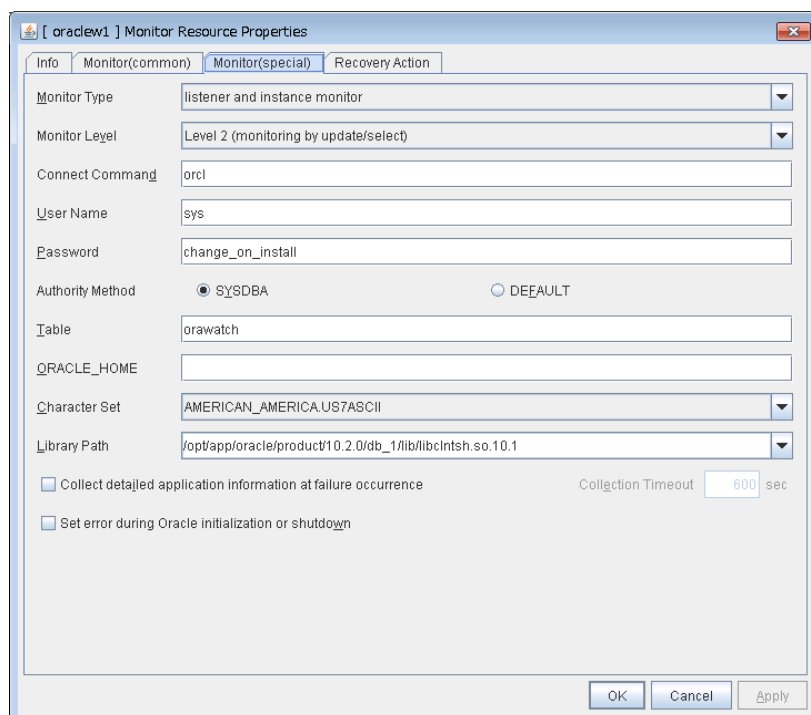 [ oraclew1 ] Monitor Resource Properties
Info Monitor(common) Monitor(special) Recovery Action
Monitor Type listener and instance monitor
Monitor Level Level 2 (monitoring by update/select)
Connect Command orcl
User Name sys
Password change_on_install
Authority Method SYSDBA DEFAULT
Table orawatch
ORACLE_HOME
Character Set AMERICAN_AMERICA.US7ASCII
Library Path /opt/app/oracle/product/10.2.0/db_1/lib/libclntsh.so.10.1
Collect detailed application information at failure occurrence Collection Timeout 600 sec
Set error during Oracle initialization or shutdown
OK Cancel Apply